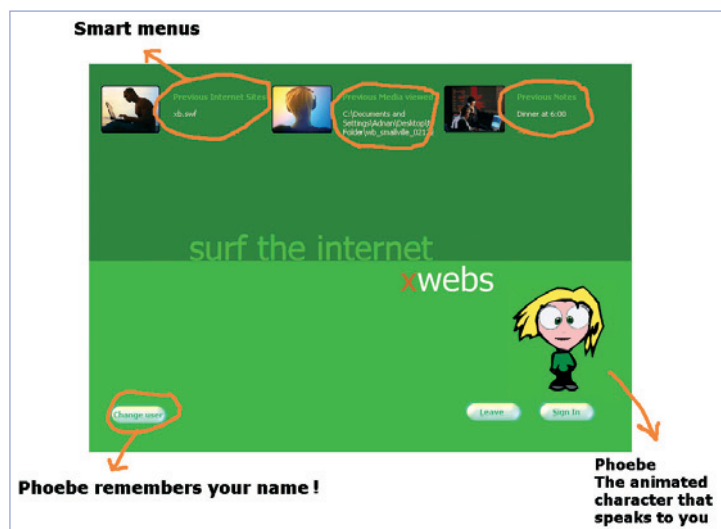 Smart menus
Previous Internet Sites
xb.swf
Previous Media viewed
C:\Documents and
Settings\Adnan\Desktop\
Folder\wb_smallville_021
Previous Notes
Dinner at 6:00
surf the internet
xwebs
Change user
Leave
Sign In
Phoebe remembers your name !
Phoebe
The animated
character that
speaks to you